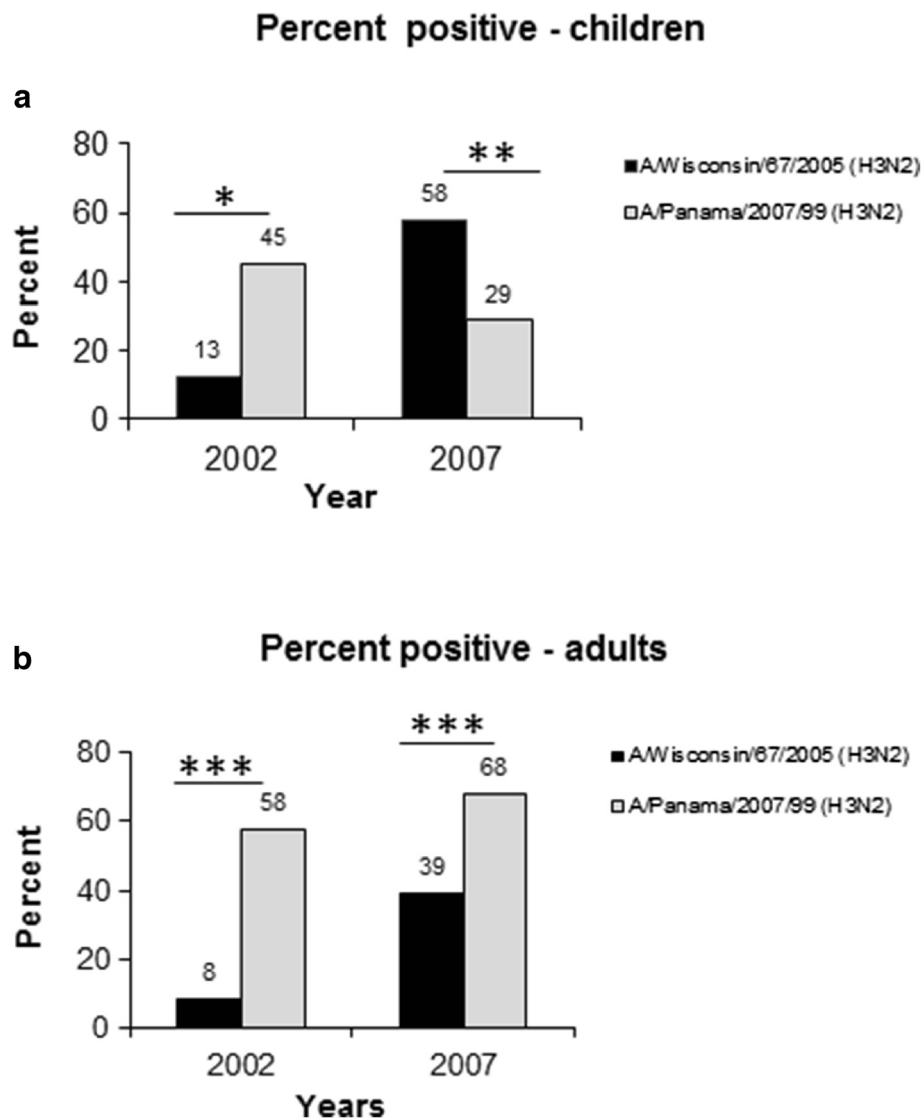 Percent positive - children
a
80
60
40
20
0
Percent
*
**
13
45
58
29
2002
2007
Year
A/Wisconsin/67/2005 (H3N2)
A/Panama/2007/99 (H3N2)
b
Percent positive - adults
80
60
40
20
0
Percent
***
***
8
58
39
68
2002
2007
Years
A/Wisconsin/67/2005 (H3N2)
A/Panama/2007/99 (H3N2)